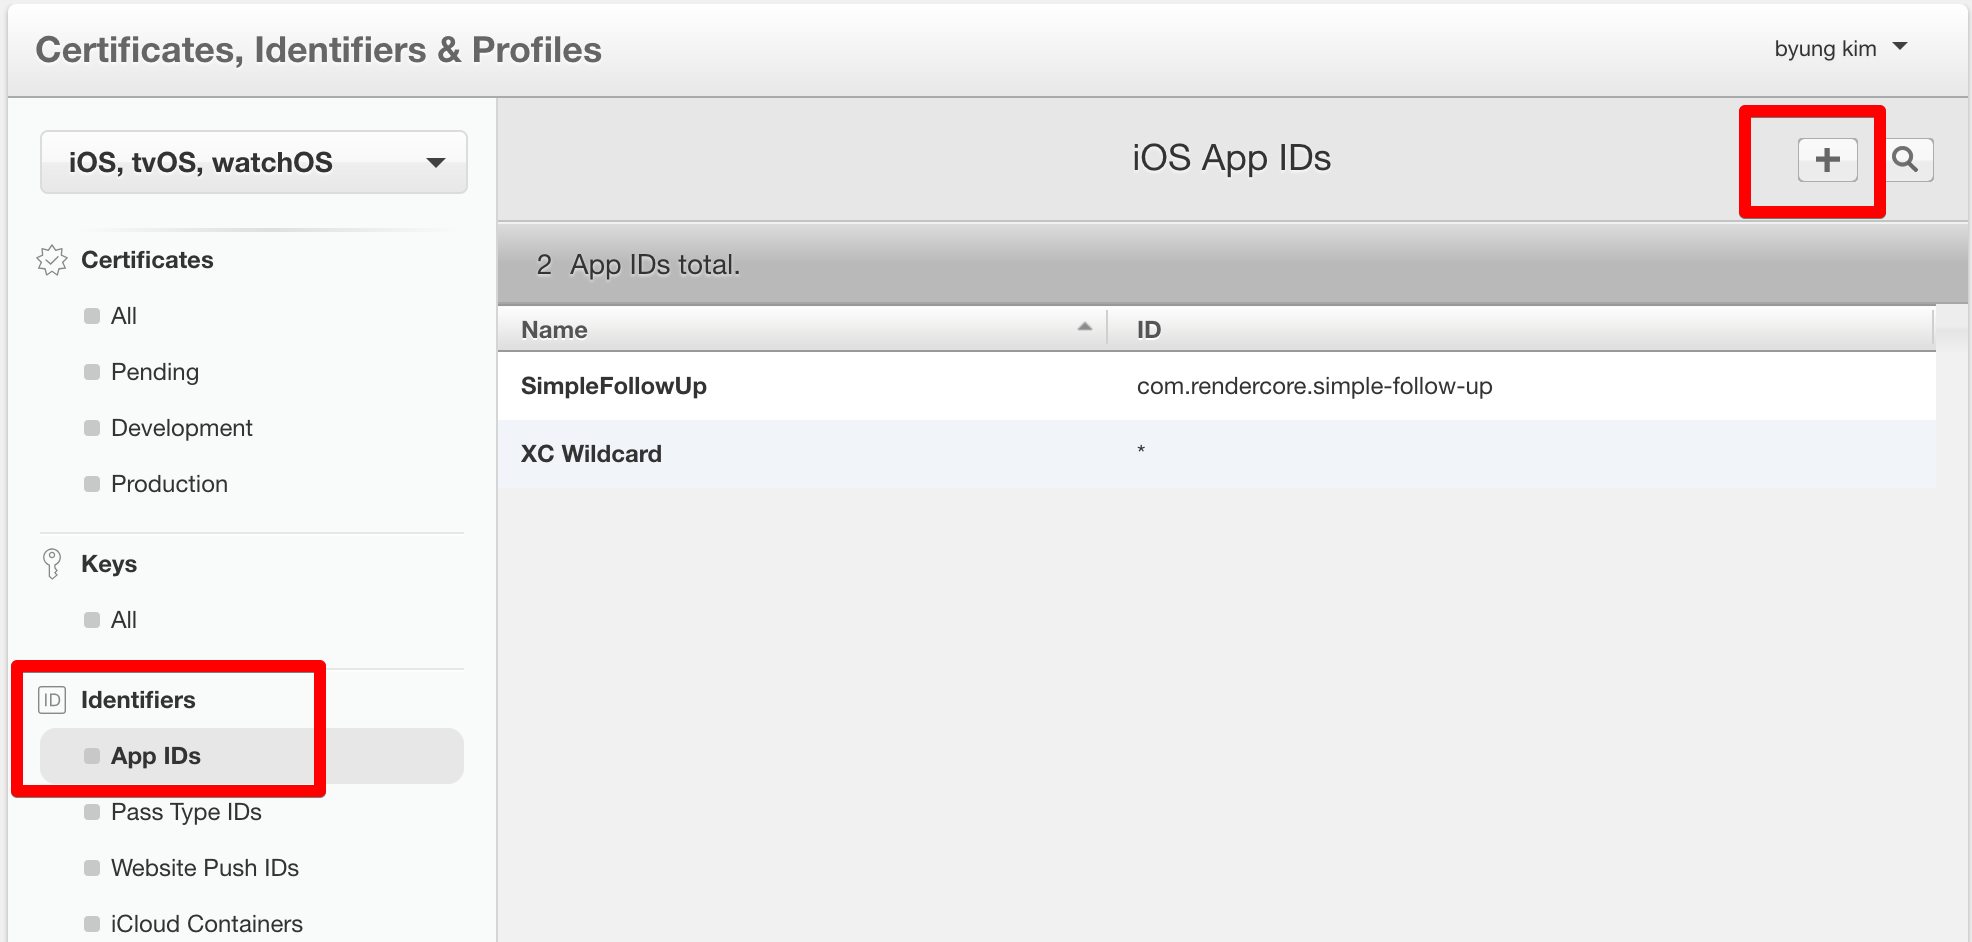 Certificates, Identifiers & Profiles
byung kim
iOS, tvOS, watchOS
Certificates
All
Pending
Development
Production
Keys
All
ID Identifiers
App IDs
Pass Type IDs
Website Push IDs
iCloud Containers
iOS App IDs
2 App IDs total.
Name ID
SimpleFollowUp com.rendercore.simple-follow-up
XC Wildcard *